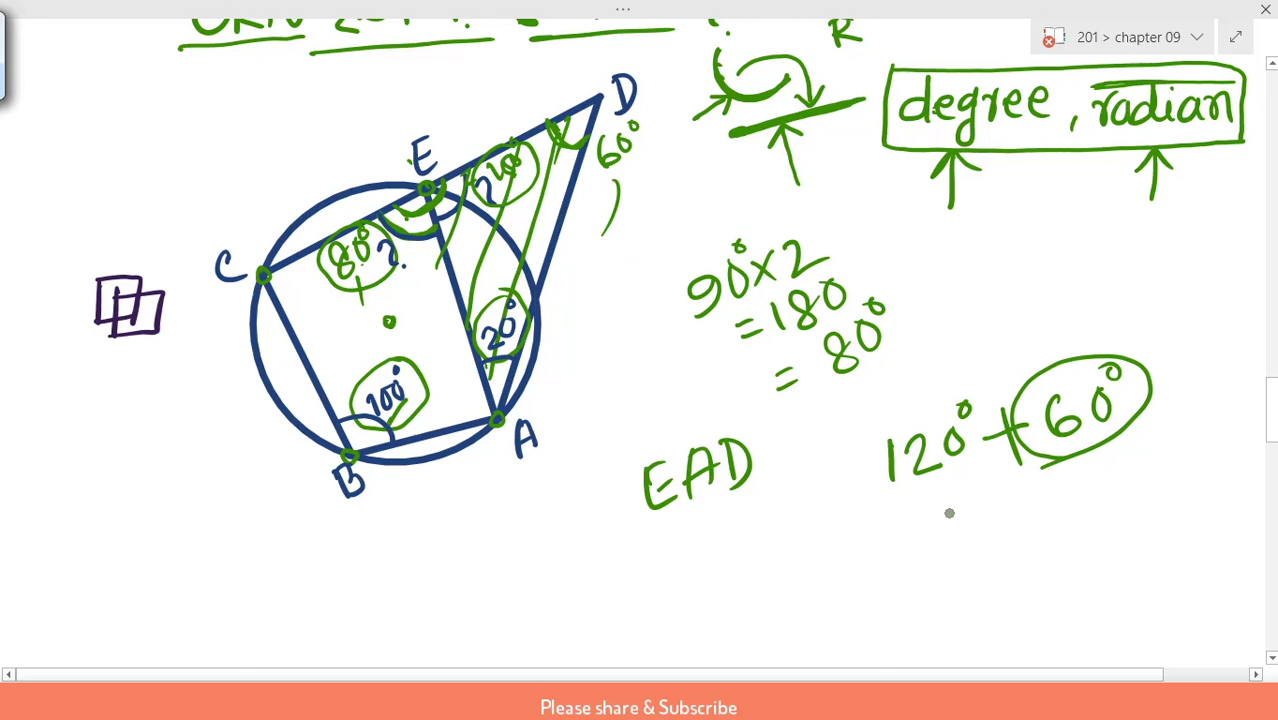 201 > chapter 09
degree, radian
D
60°
E
?
80°
?
C
20°
100°
A
B
90° × 2
= 180
= 80°
120° + 60°
EAD
Please share & Subscribe